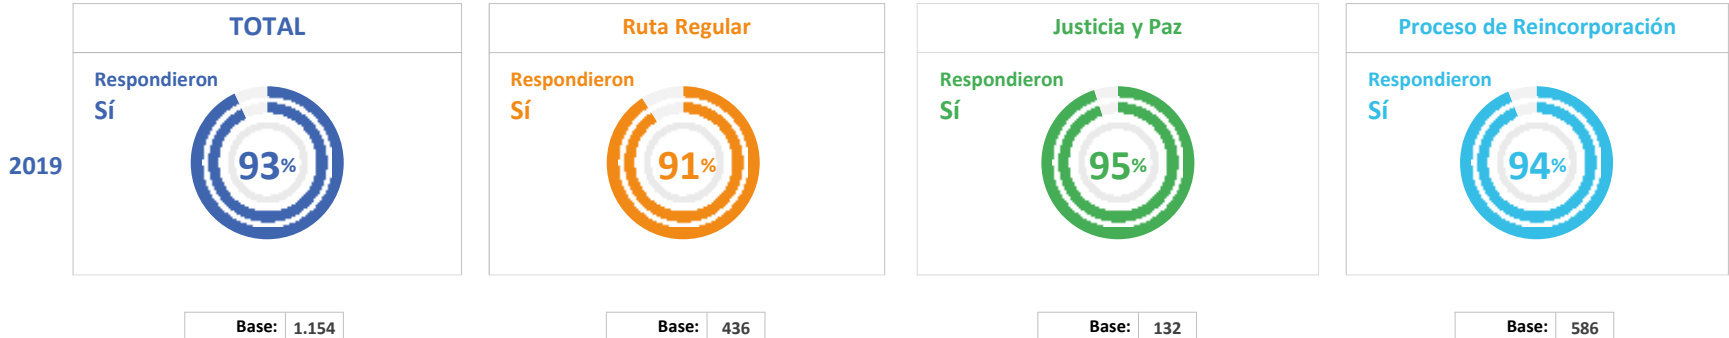 TOTAL
Ruta Regular
Justicia y Paz
Proceso de Reincorporación
Respondieron
Sí
Respondieron
Sí
Respondieron
Sí
Respondieron
Sí
2019
93%
91%
95%
94%
Base: 1.154
Base: 436
Base: 132
Base: 586